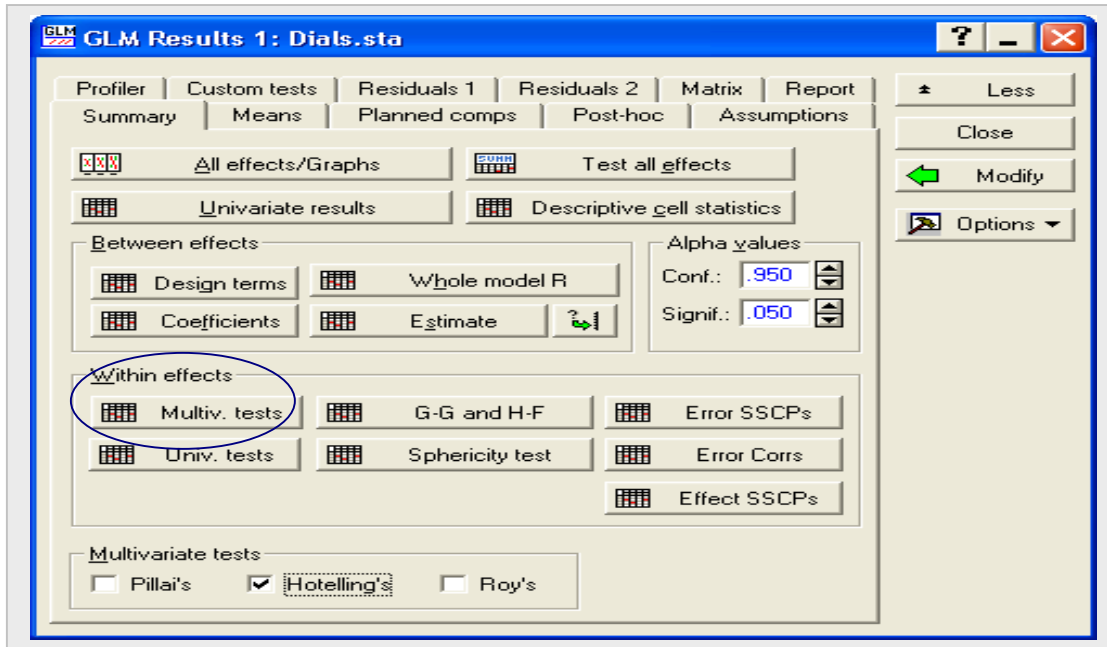 GLM GLM Results 1: Dials.sta
Profiler Custom tests Residuals 1 Residuals 2 Matrix Report
Summary Means Planned comps Post-hoc Assumptions
Less
Close
Modify
Options
All effects/Graphs SUMM Test all effects
Univariate results Descriptive cell statistics
Between effects
Design terms Whole model R
Coefficients Estimate ?
Alpha values
Conf.: .950
Signif.: .050
Within effects
Multiv. tests G-G and H-F Error SSCPs
Univ. tests Sphericity test Error Corrs
Effect SSCPs
Multivariate tests
Pillai's Hotelling's Roy's